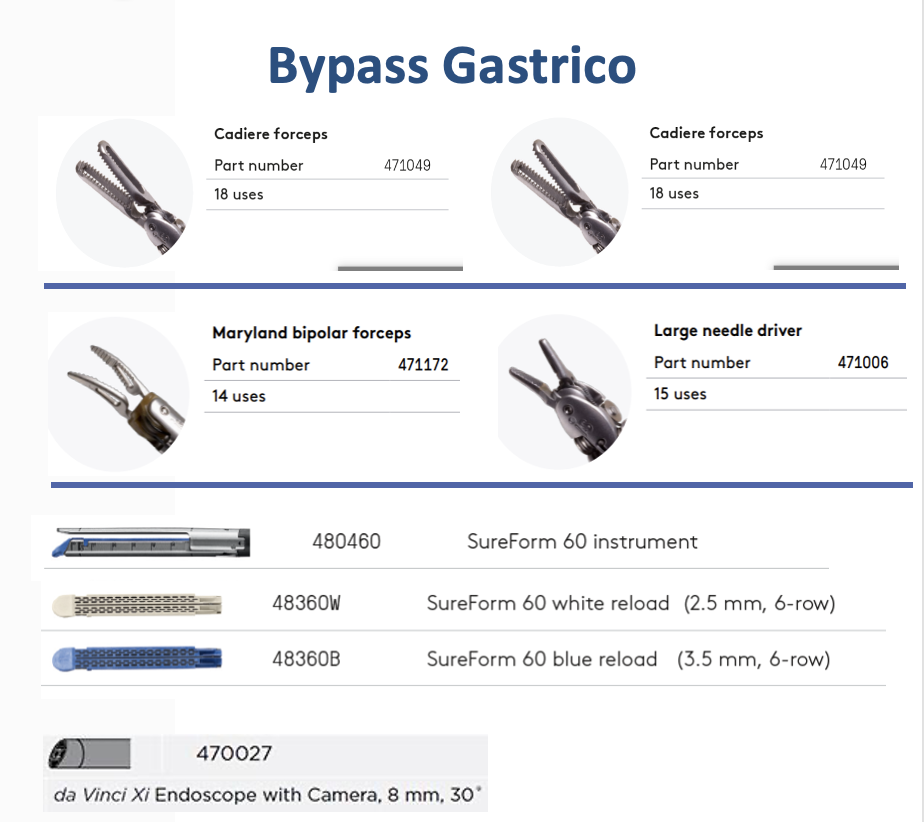 Bypass Gastrico
Cadiere forceps
Part number 471049
18 uses
Cadiere forceps
Part number 471049
18 uses
Maryland bipolar forceps
Part number 471172
14 uses
Large needle driver
Part number 471006
15 uses
480460 SureForm 60 instrument
48360W SureForm 60 white reload (2.5 mm, 6-row)
48360B SureForm 60 blue reload (3.5 mm, 6-row)
470027
da Vinci Xi Endoscope with Camera, 8 mm, 30°